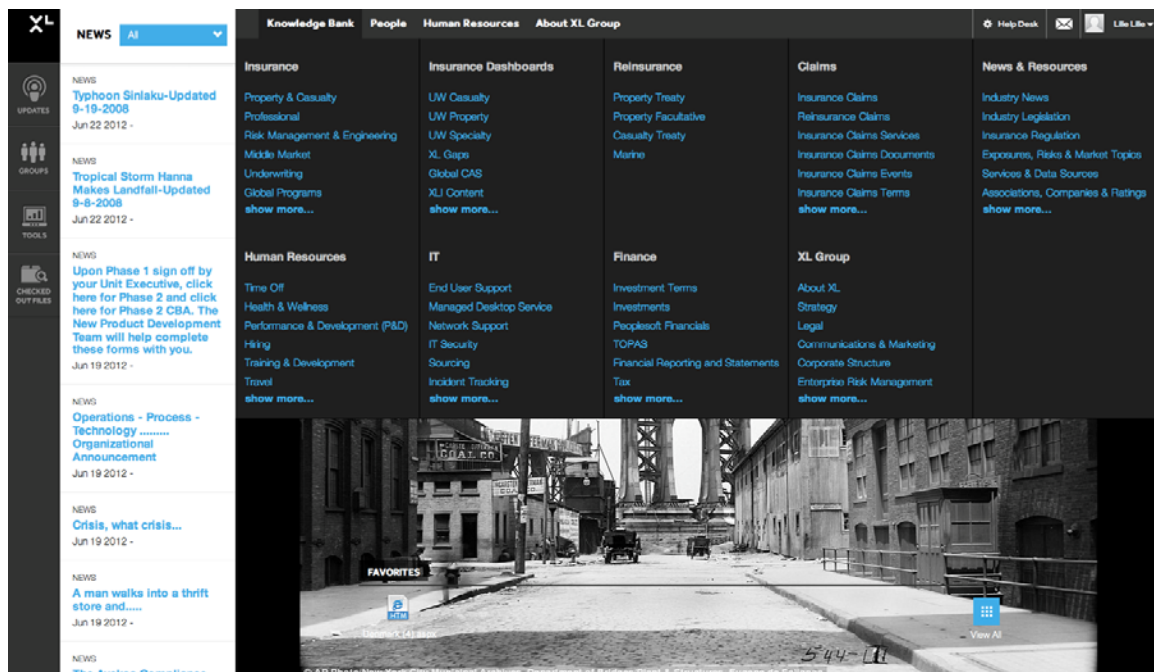 XL
NEWS All
Knowledge Bank People Human Resources About XL Group
Help Desk
Lille Lille
UPDATES
GROUPS
TOOLS
CHECKED
OUT FILES
NEWS
Typhoon Sinlaku-Updated
9-19-2008
Jun 22 2012 -
NEWS
Tropical Storm Hanna
Makes Landfall-Updated
9-8-2008
Jun 22 2012 -
NEWS
Upon Phase 1 sign off by
your Unit Executive, click
here for Phase 2 and click
here for Phase 2 CBA. The
New Product Development
Team will help complete
these forms with you.
Jun 19 2012 -
NEWS
Operations - Process -
Technology .........
Organizational
Announcement
Jun 19 2012 -
NEWS
Crisis, what crisis...
Jun 19 2012 -
NEWS
A man walks into a thrift
store and.....
Jun 19 2012 -
NEWS
Insurance
Property & Casualty
Professional
Risk Management & Engineering
Middle Market
Underwriting
Global Programs
show more...
Insurance Dashboards
UW Casualty
UW Property
UW Specialty
XL Gaps
Global CAS
XLI Content
show more...
Reinsurance
Property Treaty
Property Facultative
Casualty Treaty
Marine
Claims
Insurance Claims
Reinsurance Claims
Insurance Claims Services
Insurance Claims Documents
Insurance Claims Events
Insurance Claims Terms
show more...
News & Resources
Industry News
Industry Legislation
Insurance Regulation
Exposures, Risks & Market Topics
Services & Data Sources
Associations, Companies & Ratings
show more...
Human Resources
Time Off
Health & Wellness
Performance & Development (P&D)
Hiring
Training & Development
Travel
show more...
IT
End User Support
Managed Desktop Service
Network Support
IT Security
Sourcing
Incident Tracking
show more...
Finance
Investment Terms
Investments
Peoplesoft Financials
TOPAS
Financial Reporting and Statements
Tax
show more...
XL Group
About XL
Strategy
Legal
Communications & Marketing
Corporate Structure
Enterprise Risk Management
show more...
COAL CO.
FAVORITES
HTM
Denmark (4).aspx
View All